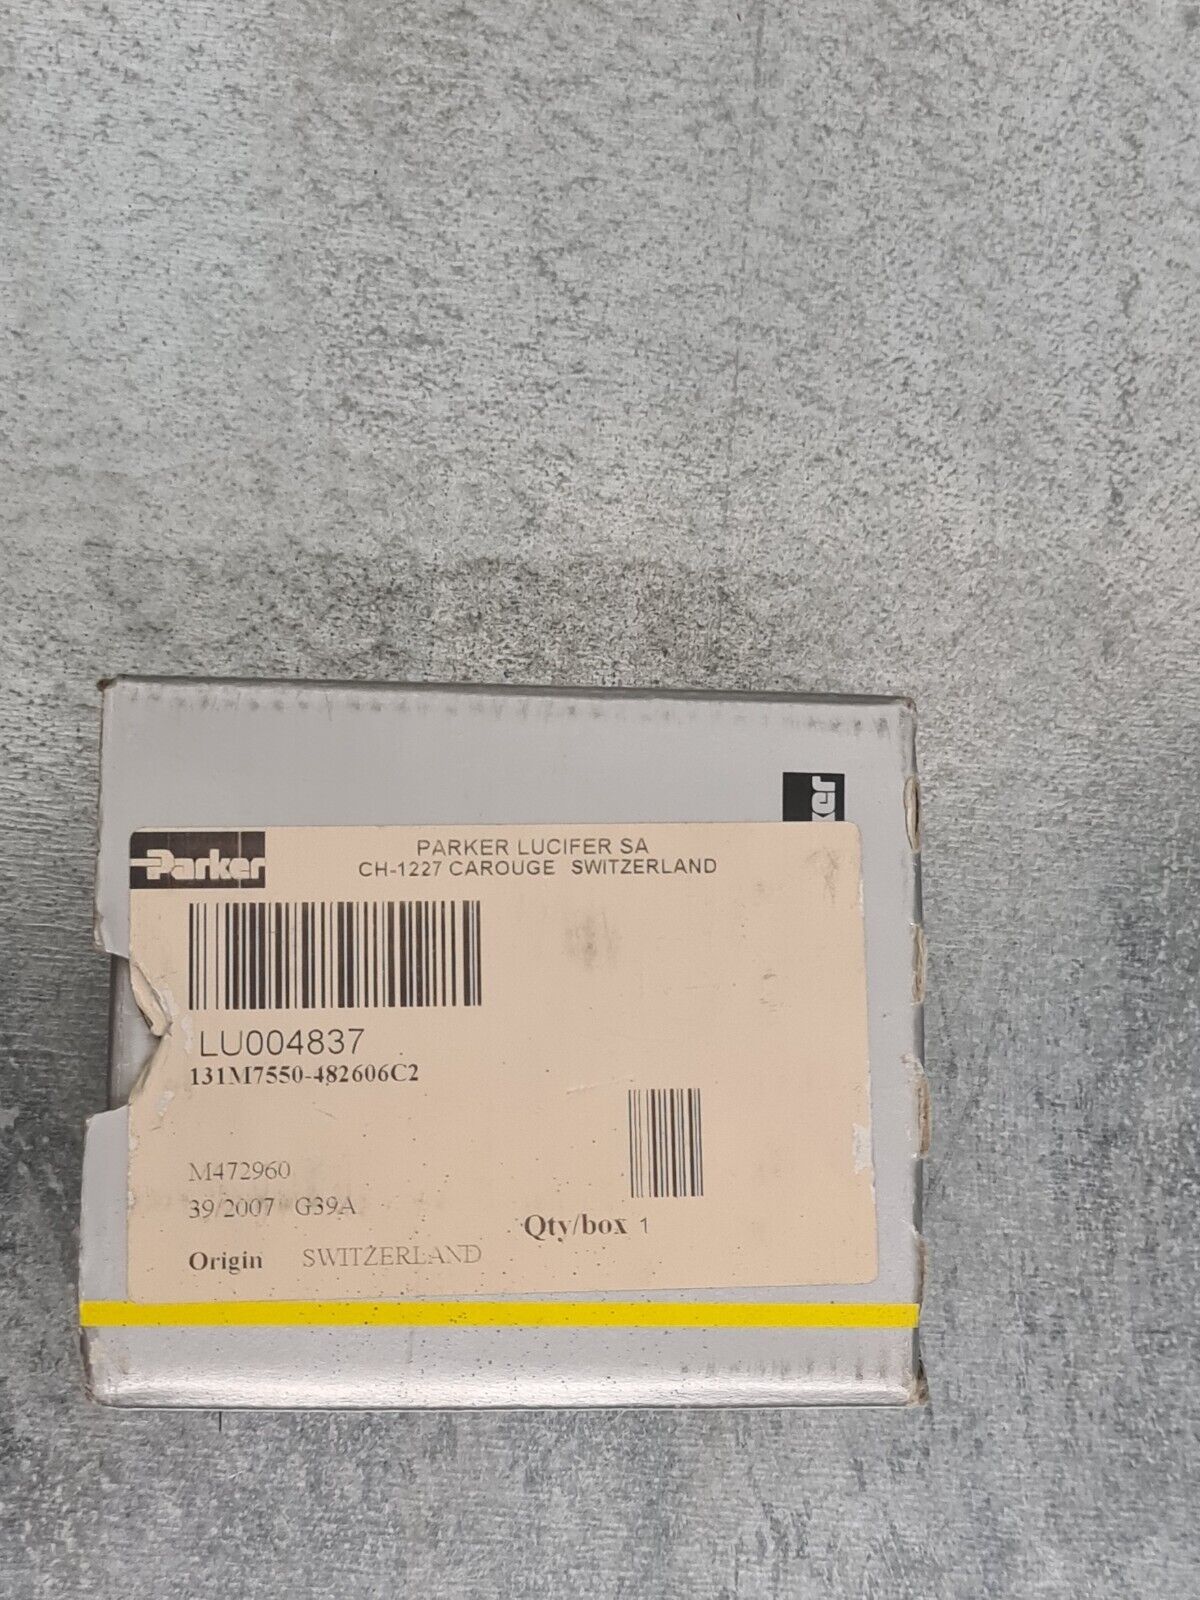 ker
Parker
PARKER LUCIFER SA
CH-1227 CAROUGE SWITZERLAND
LU004837
131M7550-482606C2
M472960
39/2007 G39A
Qty/box 1
Origin SWITZERLAND